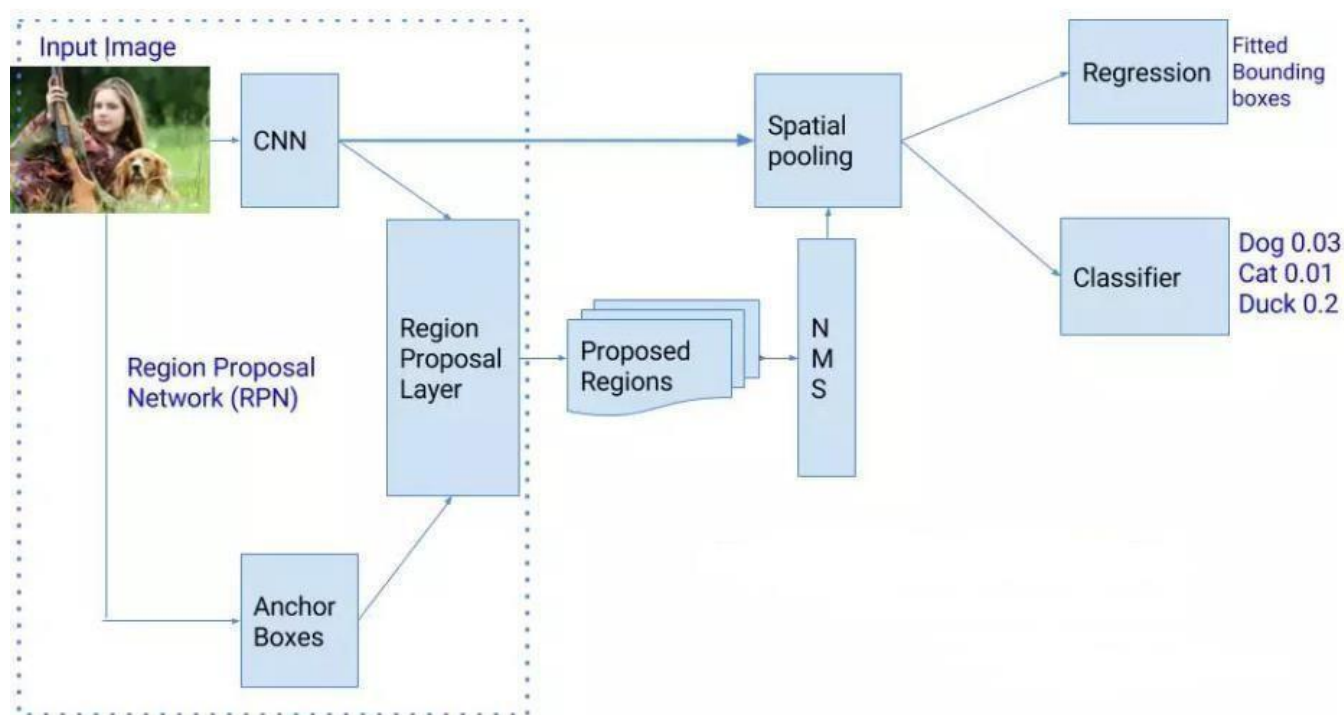 Input Image
CNN
Region Proposal
Network (RPN)
Anchor
Boxes
Region
Proposal
Layer
Proposed
Regions
N
M
S
Spatial
pooling
Regression
Fitted
Bounding
boxes
Classifier
Dog 0.03
Cat 0.01
Duck 0.2